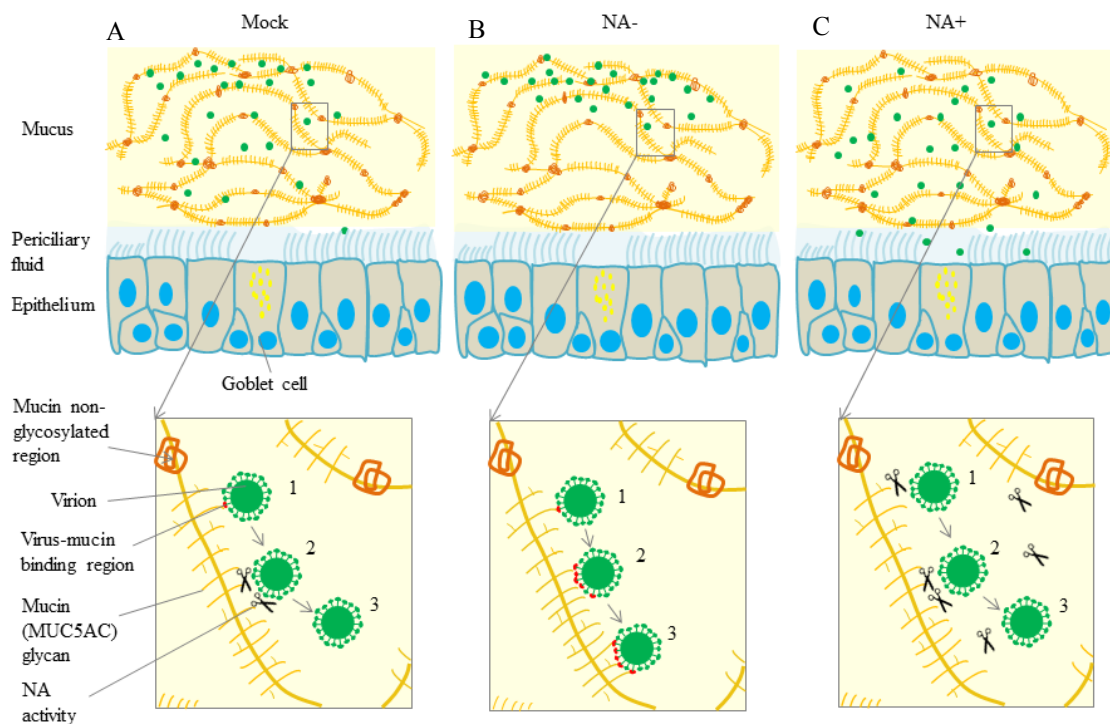 A
Mock
B
NA-
C
NA+
Mucus
Periciliary
fluid
Epithelium
Goblet cell
Mucin non-
glycosylated
region
Virion
Virus-mucin
binding region
Mucin
(MUC5AC)
glycan
NA
activity
1
2
3
1
2
3
1
2
3